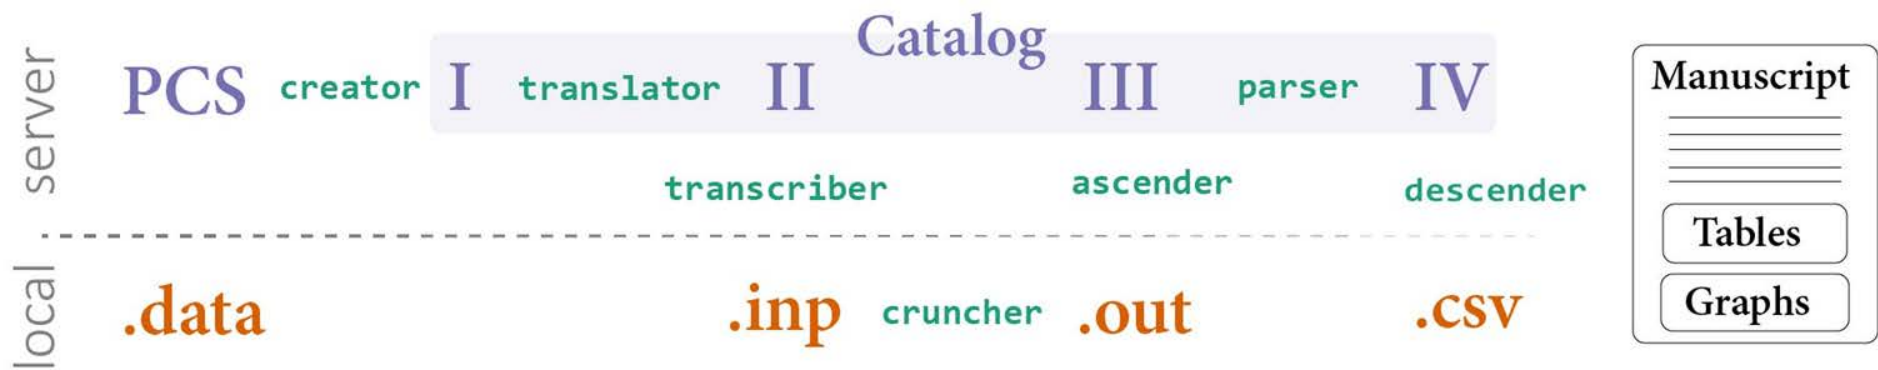 Catalog
server
PCS creator I translator II III parser IV
transcriber ascender descender
local
.data .inp cruncher .out .csv
Manuscript
Tables
Graphs